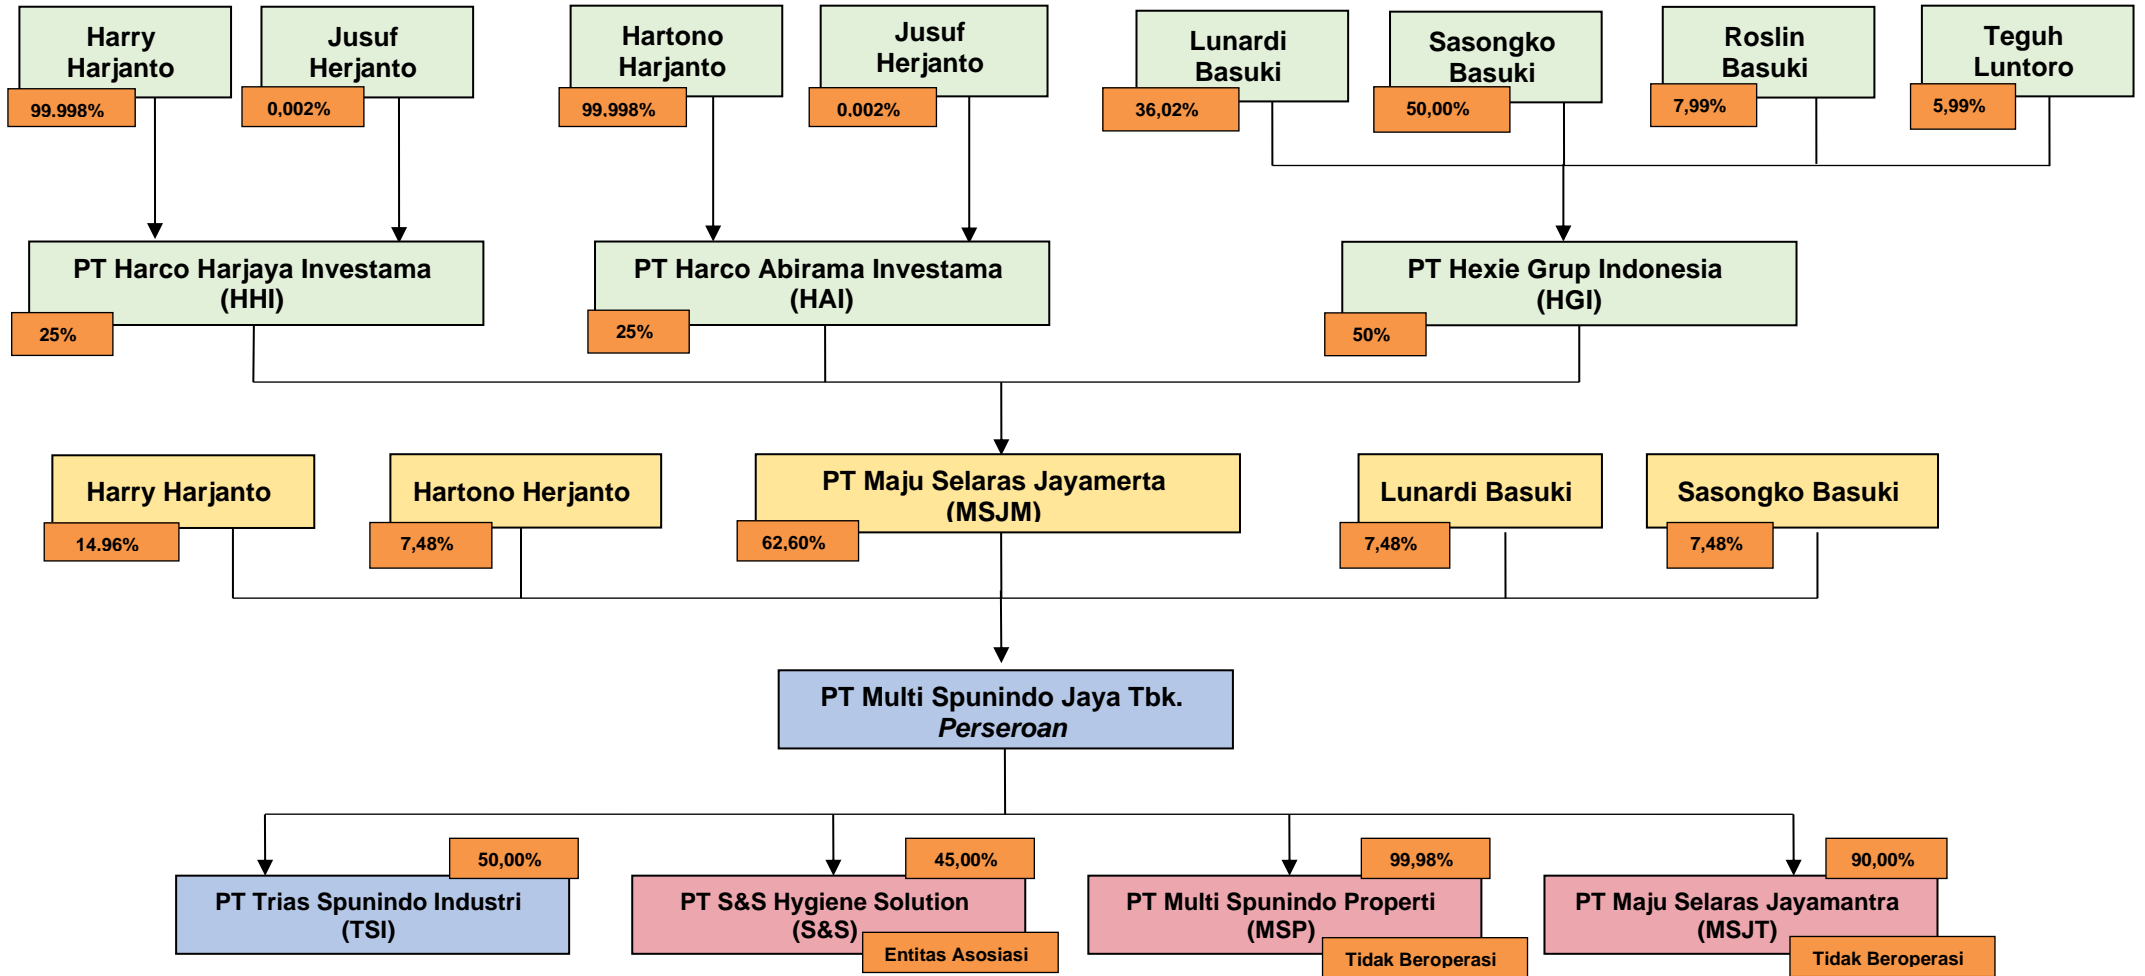 Harry
Harjanto
99.998%
Jusuf
Herjanto
0,002%
Hartono
Harjanto
99,998%
Jusuf
Herjanto
0,002%
Lunardi
Basuki
36,02%
Sasongko
Basuki
50,00%
Roslin
Basuki
7,99%
Teguh
Luntoro
5,99%
PT Harco Harjaya Investama
(HHI)
25%
PT Harco Abirama Investama
(HAI)
25%
PT Hexie Grup Indonesia
(HGI)
50%
Harry Harjanto
14.96%
Hartono Herjanto
7,48%
PT Maju Selaras Jayamerta
(MSJM)
62,60%
Lunardi Basuki
7,48%
Sasongko Basuki
7,48%
PT Multi Spunindo Jaya Tbk.
Perseroan
50,00%
PT Trias Spunindo Industri
(TSI)
45,00%
PT S&S Hygiene Solution
(S&S)
Entitas Asosiasi
99,98%
PT Multi Spunindo Properti
(MSP)
Tidak Beroperasi
90,00%
PT Maju Selaras Jayamantra
(MSJT)
Tidak Beroperasi